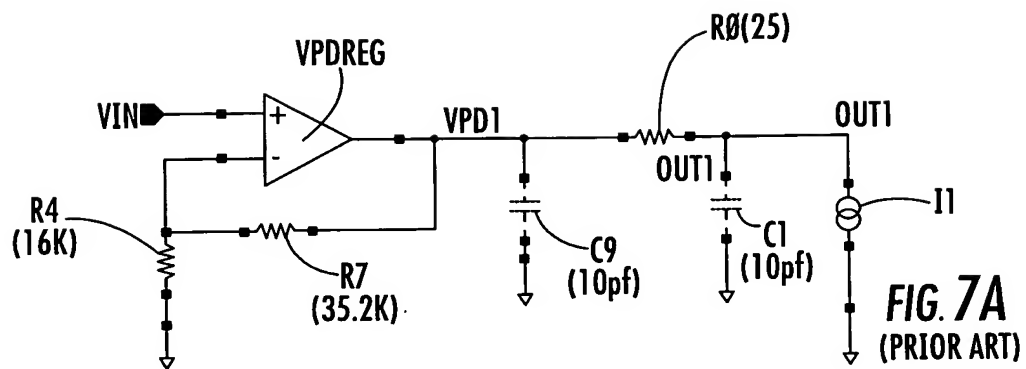 RØ(25)
VPDREG
VIN
+
VPD1
OUT1
-
OUT1
R4
(16K)
I1
C9
(10pf)
C1
(10pf)
R7
(35.2K)
FIG. 7A
(PRIOR ART)